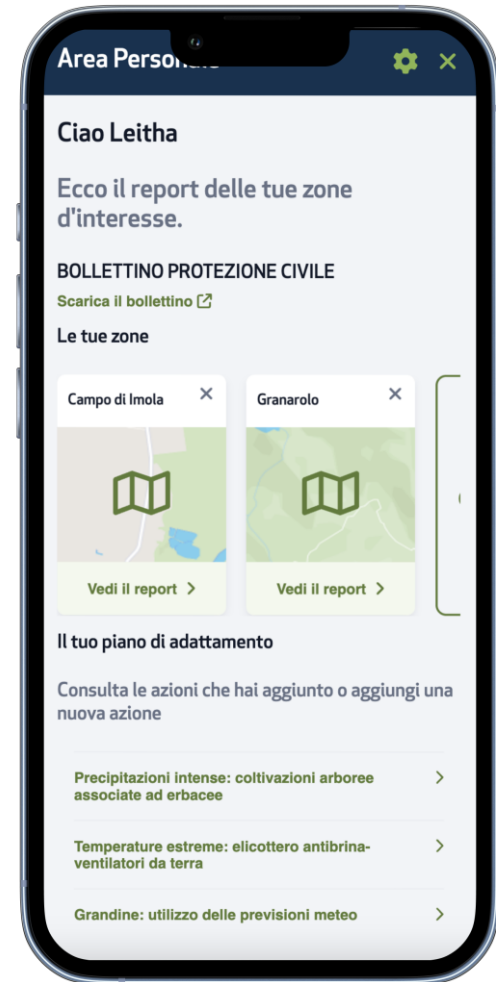 Area Personale
Ciao Leitha
Ecco il report delle tue zone
d'interesse.
BOLLETTINO PROTEZIONE CIVILE
Scarica il bollettino
Le tue zone
Campo di Imola
Granarolo
Vedi il report
Vedi il report
Il tuo piano di adattamento
Consulta le azioni che hai aggiunto o aggiungi una
nuova azione
Precipitazioni intense: coltivazioni arboree
associate ad erbacee
Temperature estreme: elicottero antibrina-
ventilatori da terra
Grandine: utilizzo delle previsioni meteo